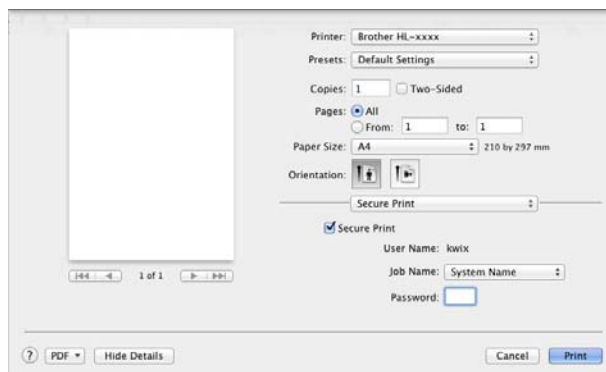 Printer: Brother HL-xxxx
Presets: Default Settings
Copies: 1 Two-Sided
Pages: All
From: 1 to: 1
Paper Size: A4 210 by 297 mm
Orientation:
Secure Print
Secure Print
User Name: kwix
Job Name: System Name
Password:
1 of 1
? PDF Hide Details Cancel Print